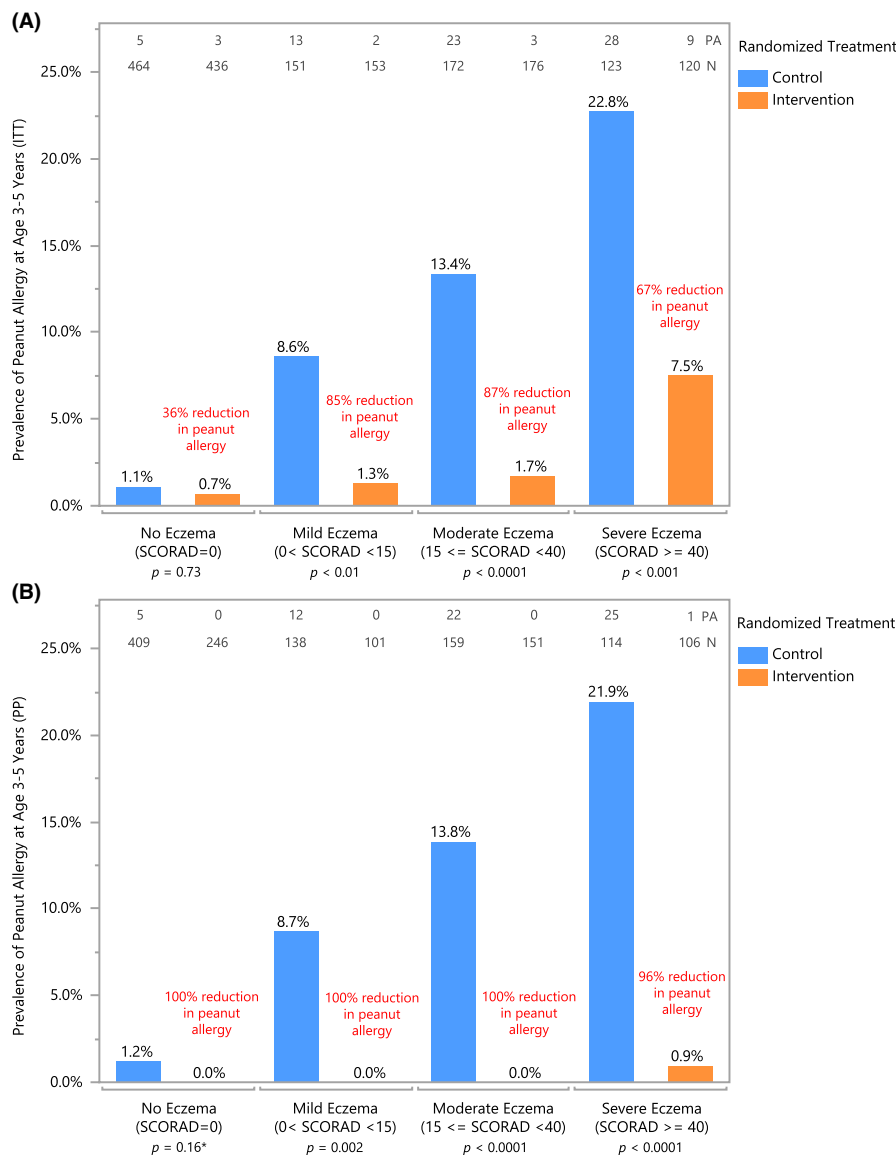 (A)
5 3 13 2 23 3 28 9 PA
464 436 151 153 172 176 123 120 N
Randomized Treatment
Control
Intervention
Prevalence of Peanut Allergy at Age 3-5 Years (ITT)
25.0%
20.0%
15.0%
10.0%
5.0%
0.0%
1.1%
0.7%
8.6%
1.3%
13.4%
1.7%
22.8%
7.5%
36% reduction
in peanut
allergy
85% reduction
in peanut
allergy
87% reduction
in peanut
allergy
67% reduction
in peanut
allergy
No Eczema
(SCORAD=0)
p = 0.73
Mild Eczema
(0< SCORAD <15)
p < 0.01
Moderate Eczema
(15 <= SCORAD <40)
p < 0.0001
Severe Eczema
(SCORAD >= 40)
p < 0.001
(B)
5 0 12 0 22 0 25 1 PA
409 246 138 101 159 151 114 106 N
Randomized Treatment
Control
Intervention
Prevalence of Peanut Allergy at Age 3-5 Years (PP)
25.0%
20.0%
15.0%
10.0%
5.0%
0.0%
1.2%
0.0%
8.7%
0.0%
13.8%
0.0%
21.9%
0.9%
100% reduction
in peanut
allergy
100% reduction
in peanut
allergy
100% reduction
in peanut
allergy
96% reduction
in peanut
allergy
No Eczema
(SCORAD=0)
p = 0.16*
Mild Eczema
(0< SCORAD <15)
p = 0.002
Moderate Eczema
(15 <= SCORAD <40)
p < 0.0001
Severe Eczema
(SCORAD >= 40)
p < 0.0001